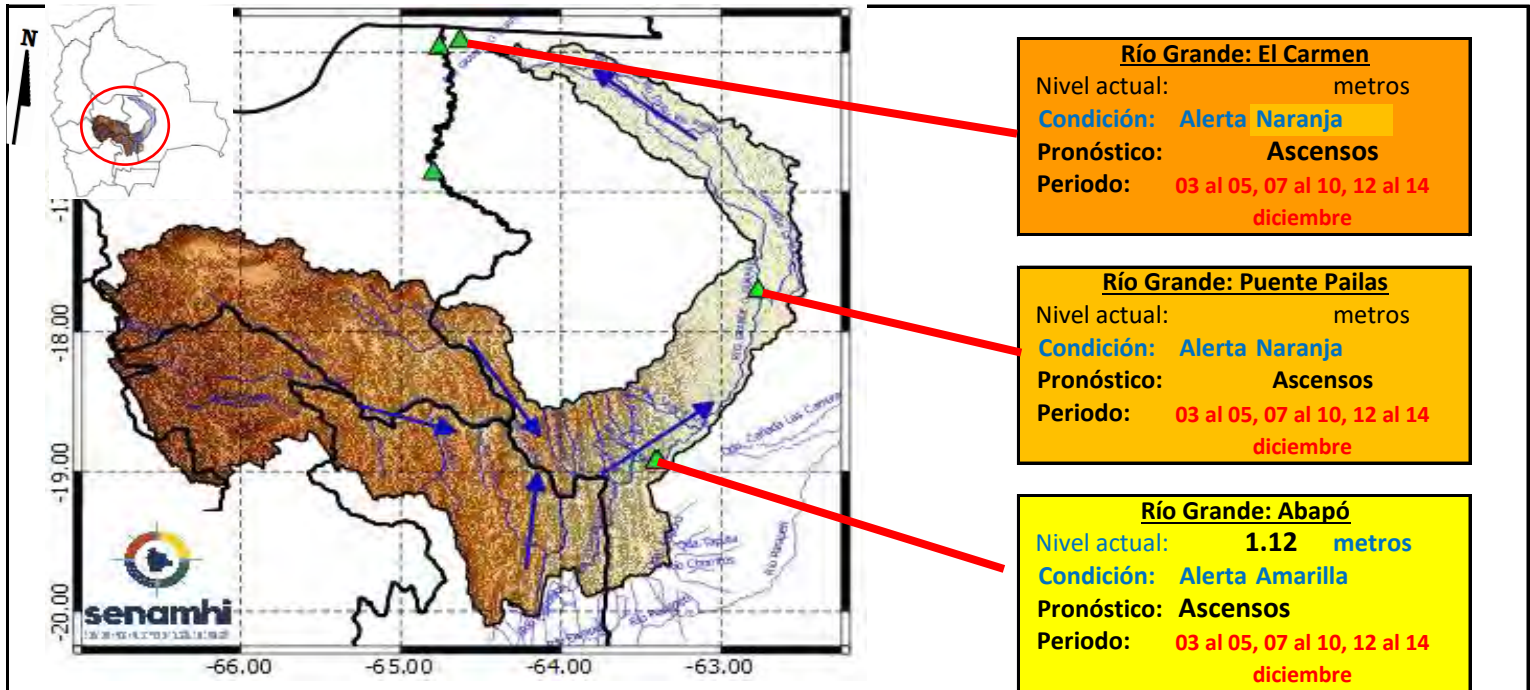 N
Río Grande: El Carmen
Nivel actual: metros
Condición: Alerta Naranja
Pronóstico: Ascensos
Periodo: 03 al 05, 07 al 10, 12 al 14
diciembre
Río Grande: Puente Pailas
Nivel actual: metros
Condición: Alerta Naranja
Pronóstico: Ascensos
Periodo: 03 al 05, 07 al 10, 12 al 14
diciembre
Río Grande: Abapó
Nivel actual: 1.12 metros
Condición: Alerta Amarilla
Pronóstico: Ascensos
Periodo: 03 al 05, 07 al 10, 12 al 14
diciembre
-18.00
-19.00
-20.00
-66.00 -65.00 -64.00 -63.00
senamhi